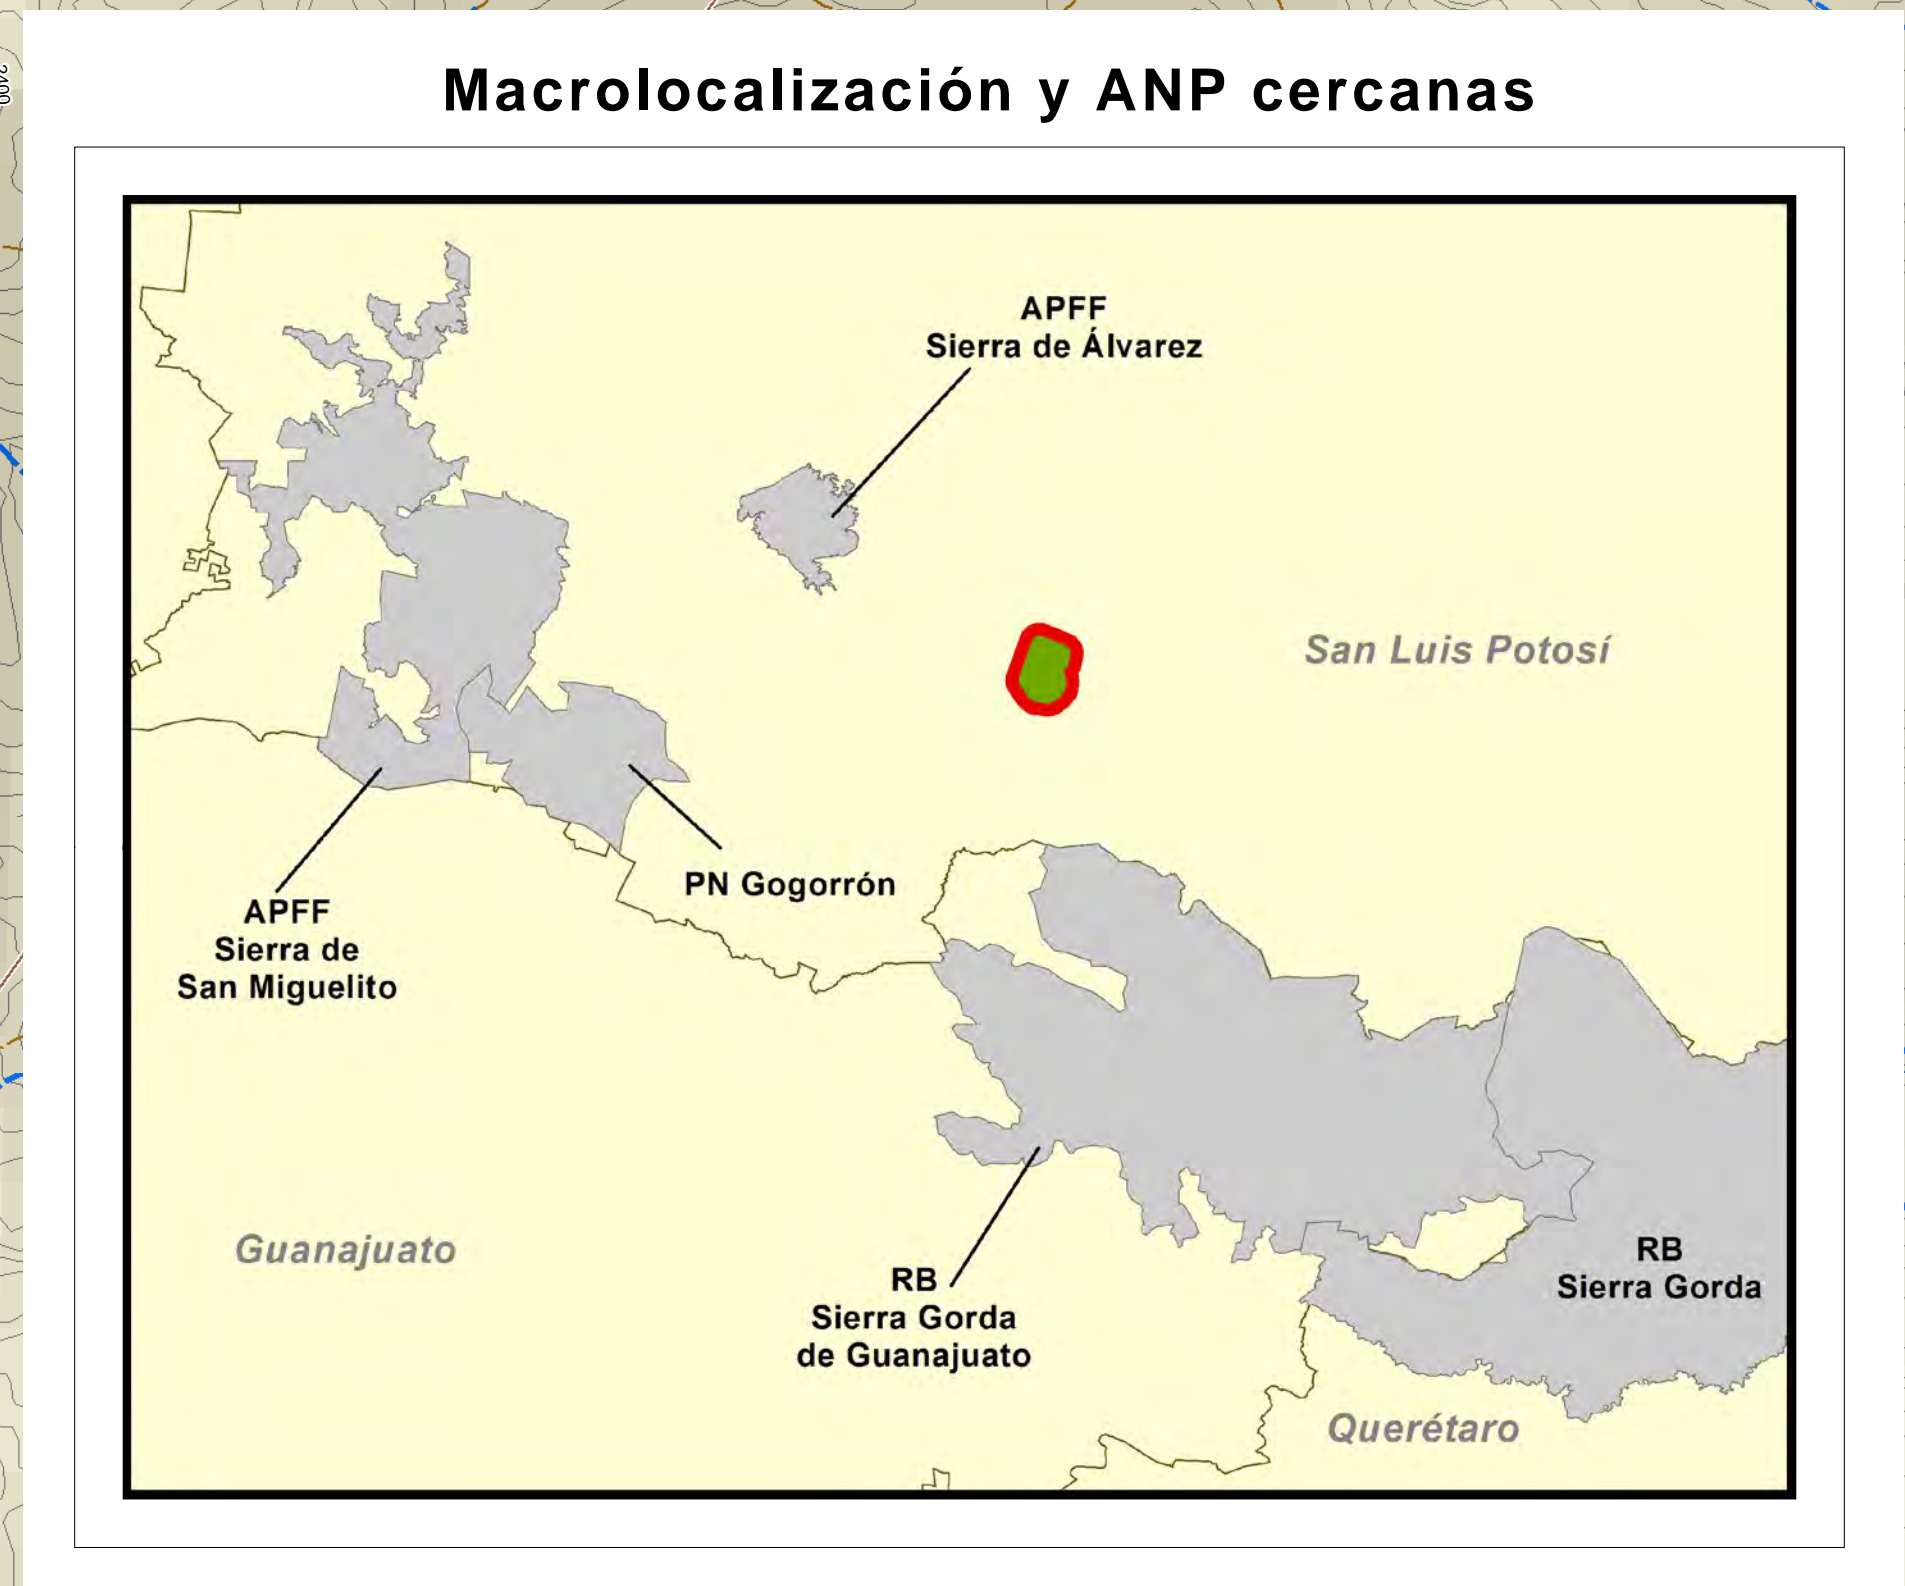 Macrolocalización y ANP cercanas
2400
APFF
Sierra de Álvarez
San Luis Potosí
PN Gogorrón
APFF
Sierra de
San Miguelito
Guanajuato
RB
Sierra Gorda
de Guanajuato
RB
Sierra Gorda
Querétaro